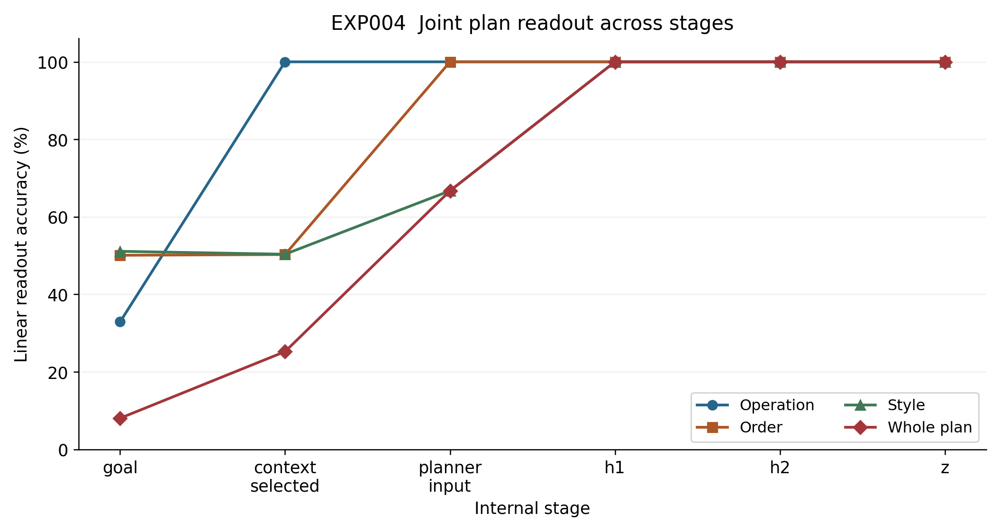 EXP004  Joint plan readout across stages
Linear readout accuracy (%)
100
80
60
40
20
0
goal
context
selected
planner
input
h1
h2
z
Internal stage
Operation
Order
Style
Whole plan